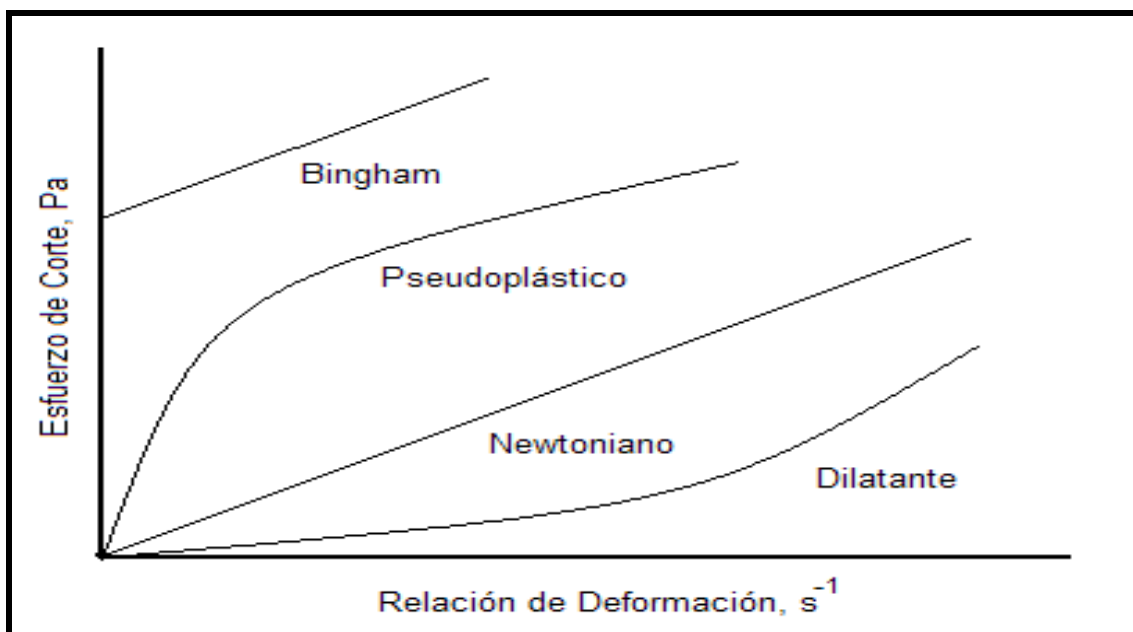 Esfuerzo de Corte, Pa
Bingham
Pseudoplástico
Newtoniano
Dilatante
Relación de Deformación, s⁻¹